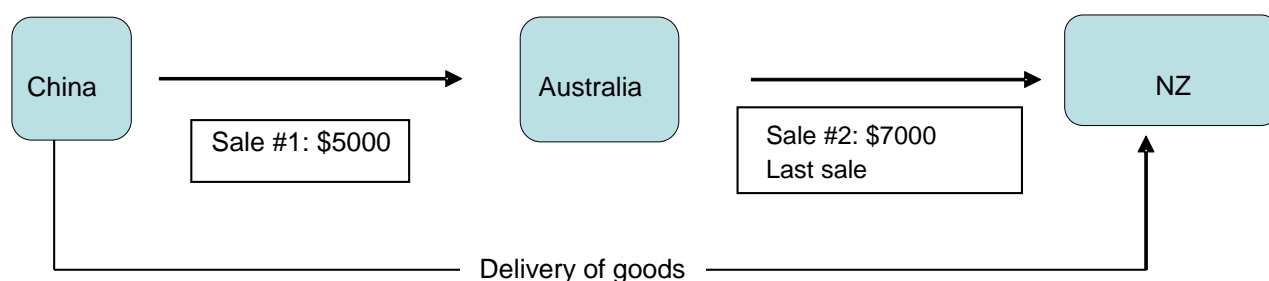 China
Australia
NZ
Sale #1: $5000
Sale #2: $7000
Last sale
Delivery of goods